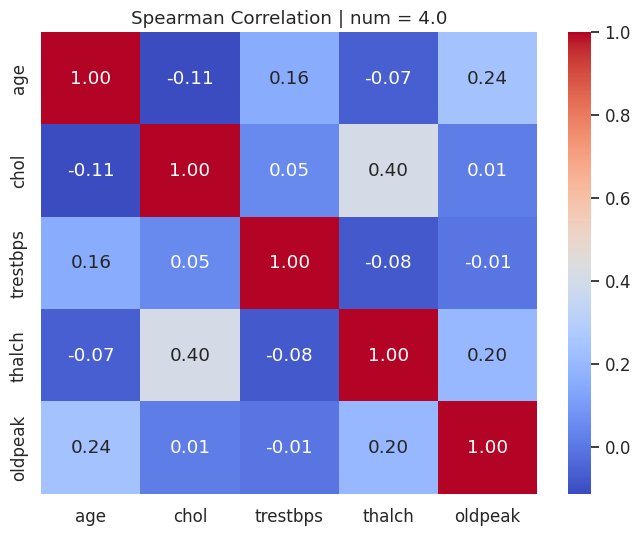 Spearman Correlation | num = 4.0
age 1.00 -0.11 0.16 -0.07 0.24
chol -0.11 1.00 0.05 0.40 0.01
trestbps 0.16 0.05 1.00 -0.08 -0.01
thalch -0.07 0.40 -0.08 1.00 0.20
oldpeak 0.24 0.01 -0.01 0.20 1.00
age chol trestbps thalch oldpeak
1.0
0.8
0.6
0.4
0.2
0.0